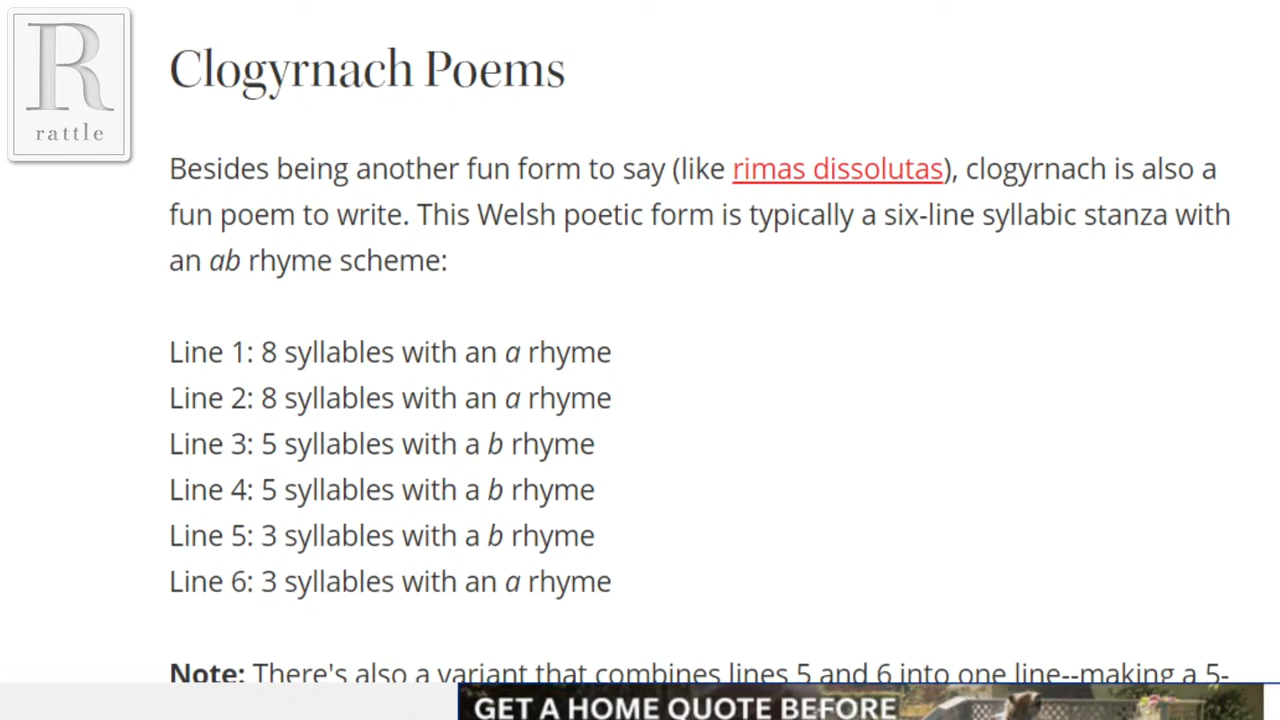 R
rattle
Clogyrnach Poems
Besides being another fun form to say (like rimas dissolutas), clogyrnach is also a
fun poem to write. This Welsh poetic form is typically a six-line syllabic stanza with
an ab rhyme scheme:
Line 1: 8 syllables with an a rhyme
Line 2: 8 syllables with an a rhyme
Line 3: 5 syllables with a b rhyme
Line 4: 5 syllables with a b rhyme
Line 5: 3 syllables with a b rhyme
Line 6: 3 syllables with an a rhyme
Note: There's also a variant that combines lines 5 and 6 into one line--making a 5-
GET A HOME QUOTE BEFORE